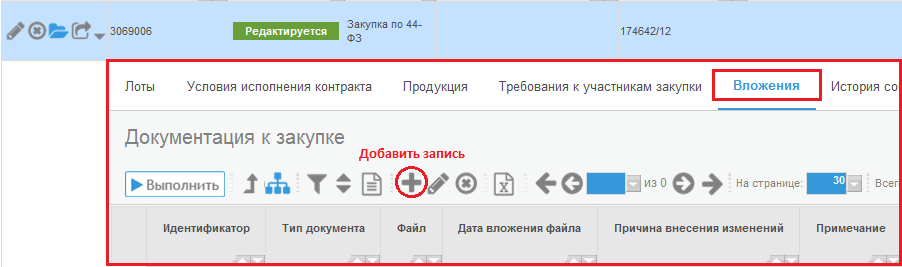 3069006 Редактируется Закупка по 44-
ФЗ 174642/12
Лоты Условия исполнения контракта Продукция Требования к участникам закупки Вложения История со
Документация к закупке
Добавить запись
Выполнить из 0 На странице: 30 Всег
Идентификатор Тип документа Файл Дата вложения файла Причина внесения изменений Примечание